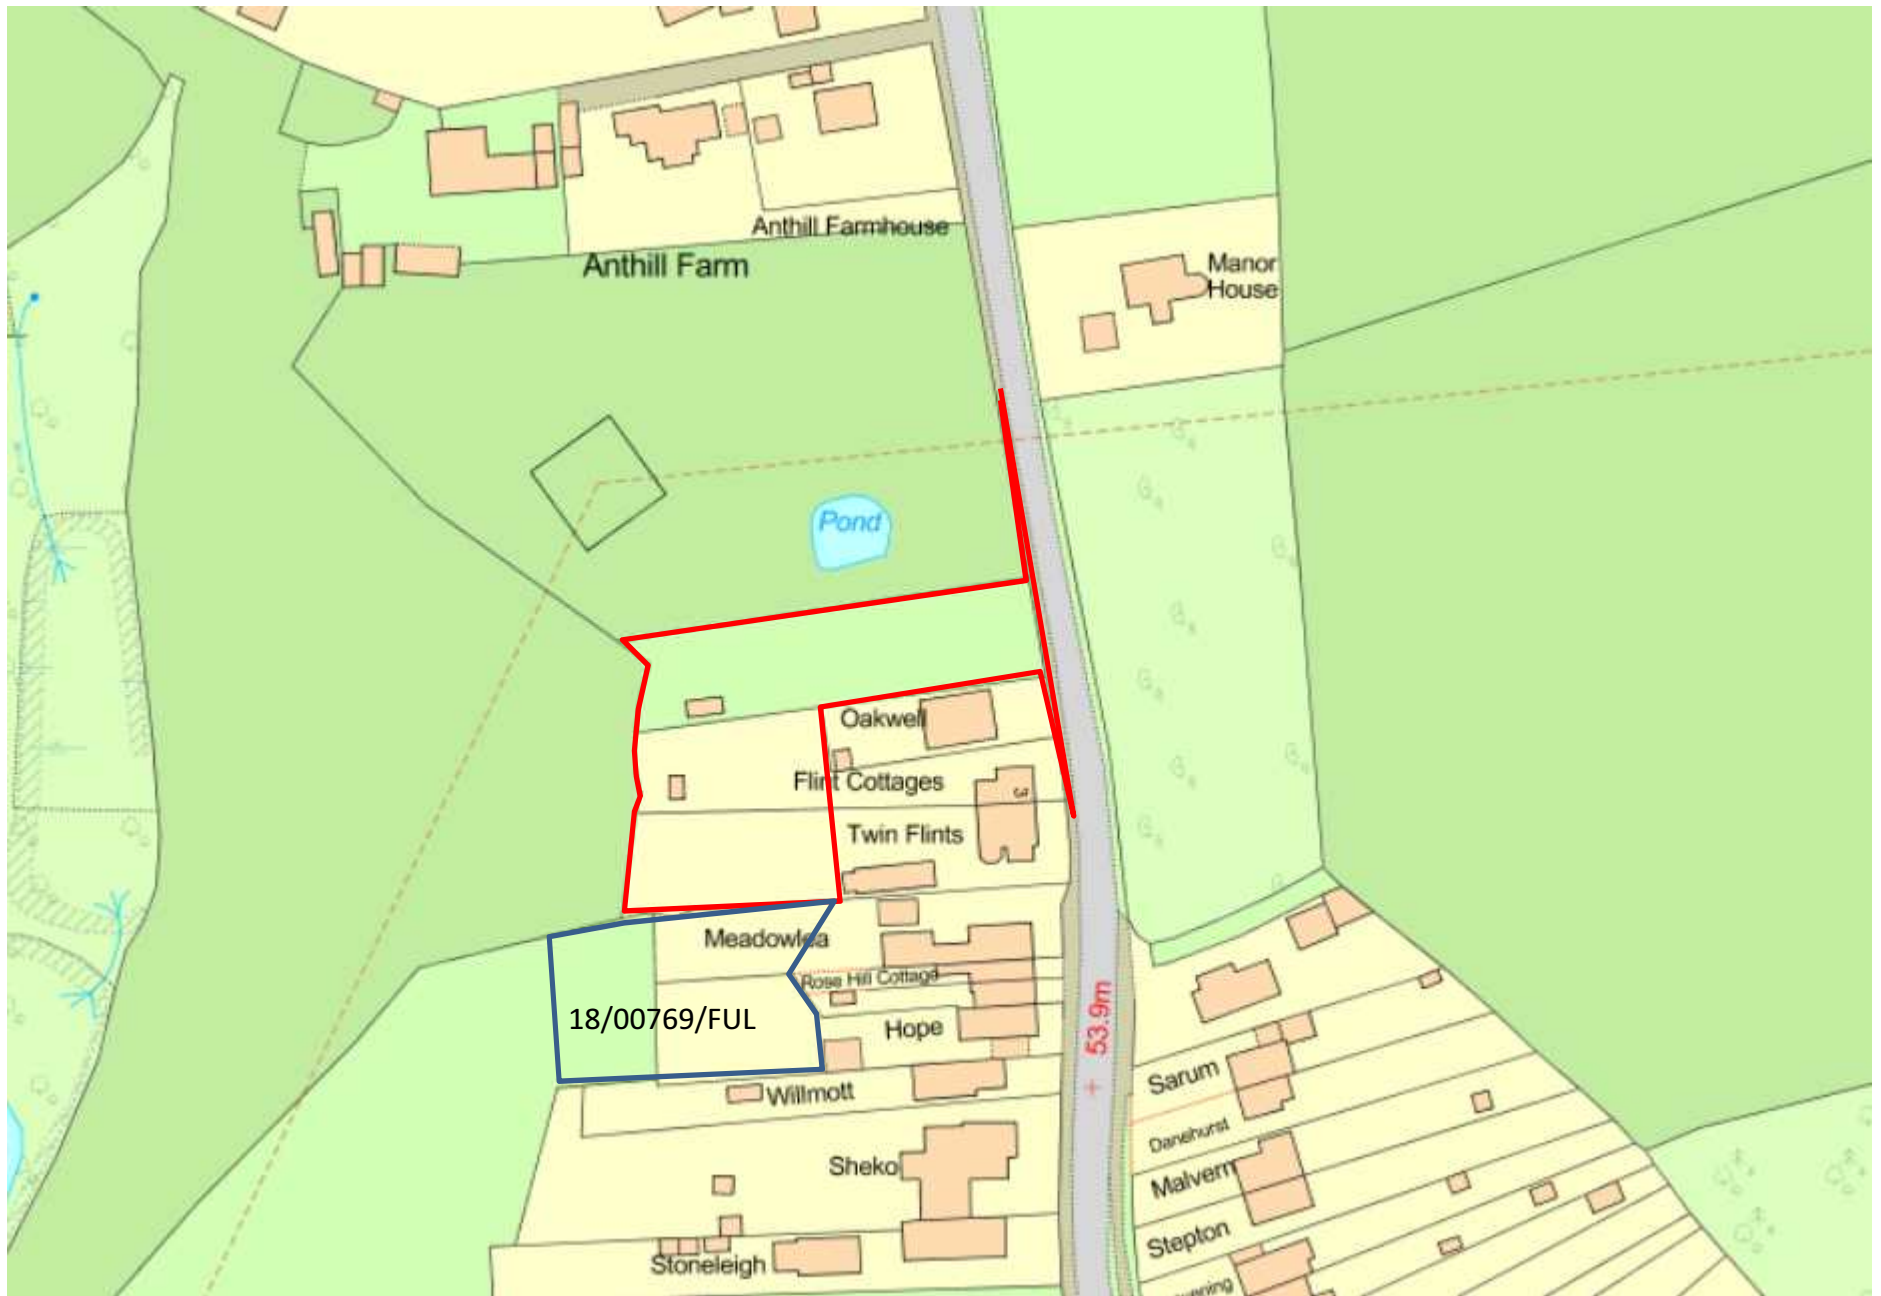 Anthill Farmhouse
Anthill Farm
Manor
House
Pond
Oakwell
Flint Cottages
3
Twin Flints
Meadowlea
Rose Hill Cottage
18/00769/FUL
Hope
53.9m
Willmott
Sarum
Danehurst
Sheko
Malvern
Stepton
Stoneleigh